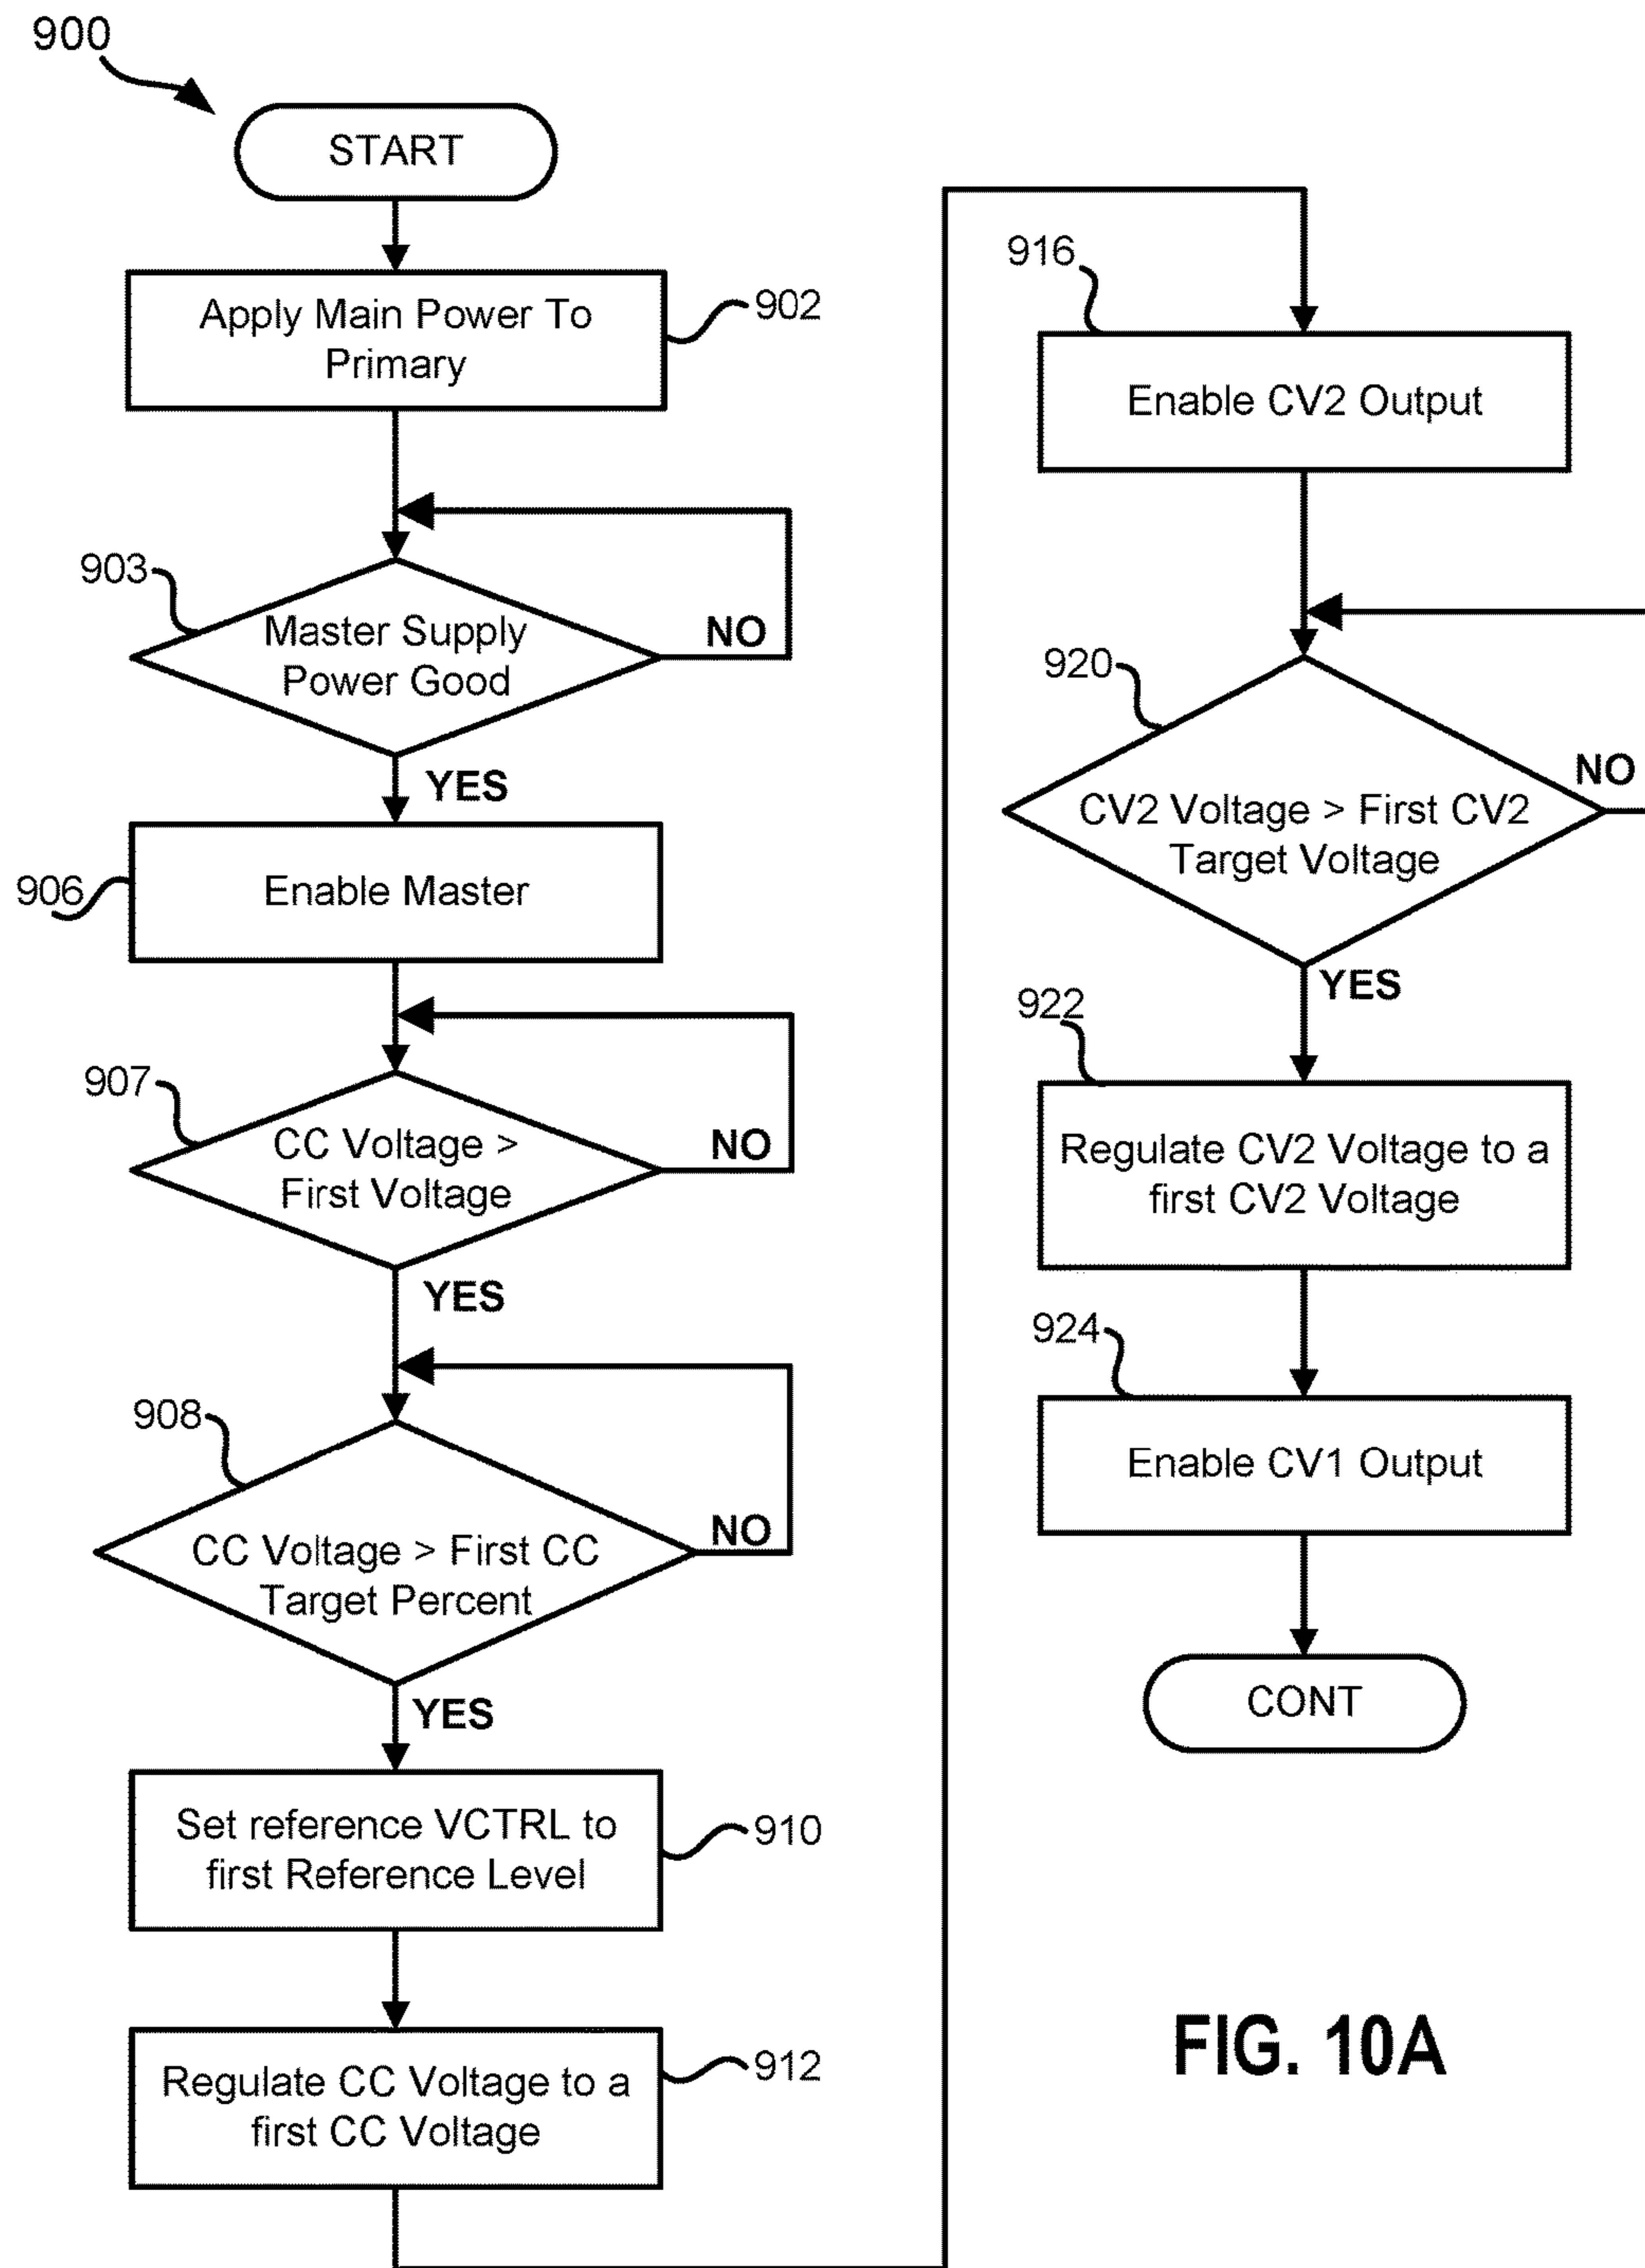 900
START
Apply Main Power To
Primary
902
903
Master Supply
Power Good
NO
YES
906
Enable Master
907
CC Voltage >
First Voltage
NO
YES
908
CC Voltage > First CC
Target Percent
NO
YES
Set reference VCTRL to
first Reference Level
910
Regulate CC Voltage to a
first CC Voltage
912
916
Enable CV2 Output
920
CV2 Voltage > First CV2
Target Voltage
NO
YES
922
Regulate CV2 Voltage to a
first CV2 Voltage
924
Enable CV1 Output
CONT
FIG. 10A